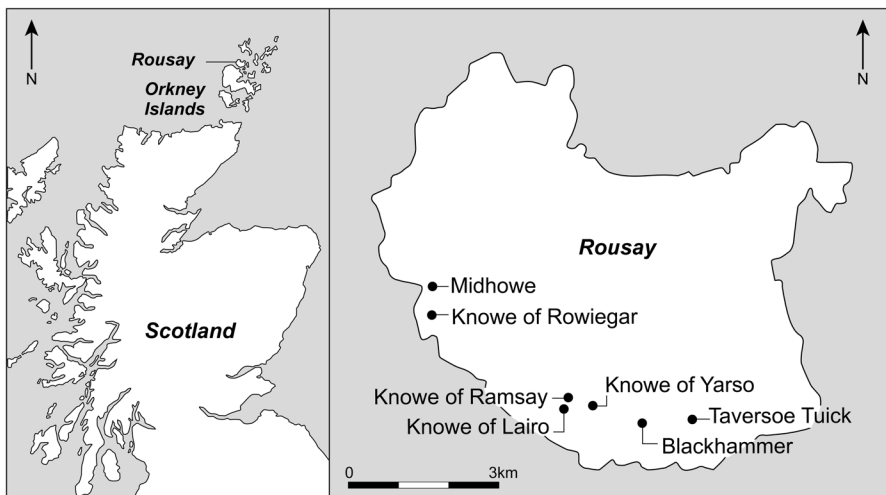 N
Rousay
Orkney
Islands
Scotland
N
Rousay
Midhowe
Knowe of Rowiegar
Knowe of Ramsay
Knowe of Yarso
Knowe of Lairo
Taversoe Tuick
Blackhammer
0 3km